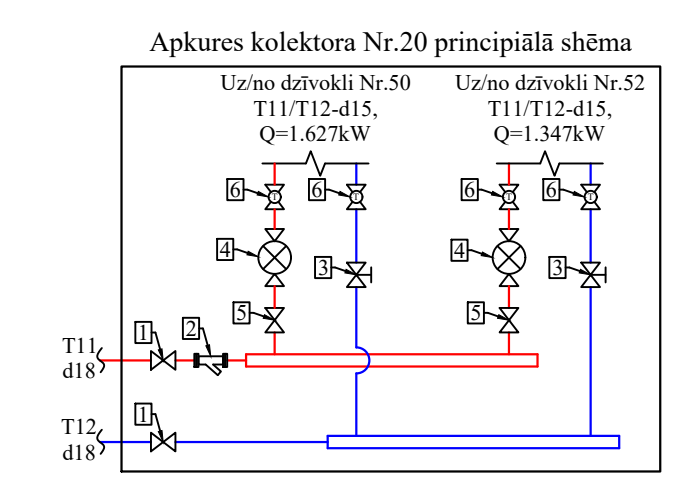 Apkures kolektora Nr.20 principiālā shēma
Uz/no dzīvokli Nr.50
T11/T12-d15,
Q=1.627kW
Uz/no dzīvokli Nr.52
T11/T12-d15,
Q=1.347kW
6
T
6
T
6
T
6
T
4
3
4
3
5
5
1
2
T11
d18
1
T12
d18